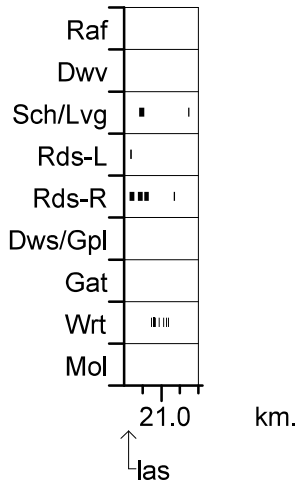 Raf
Dwv
Sch/Lvg
Rds-L
Rds-R
Dws/Gpl
Gat
Wrt
Mol
21.0 km.
las